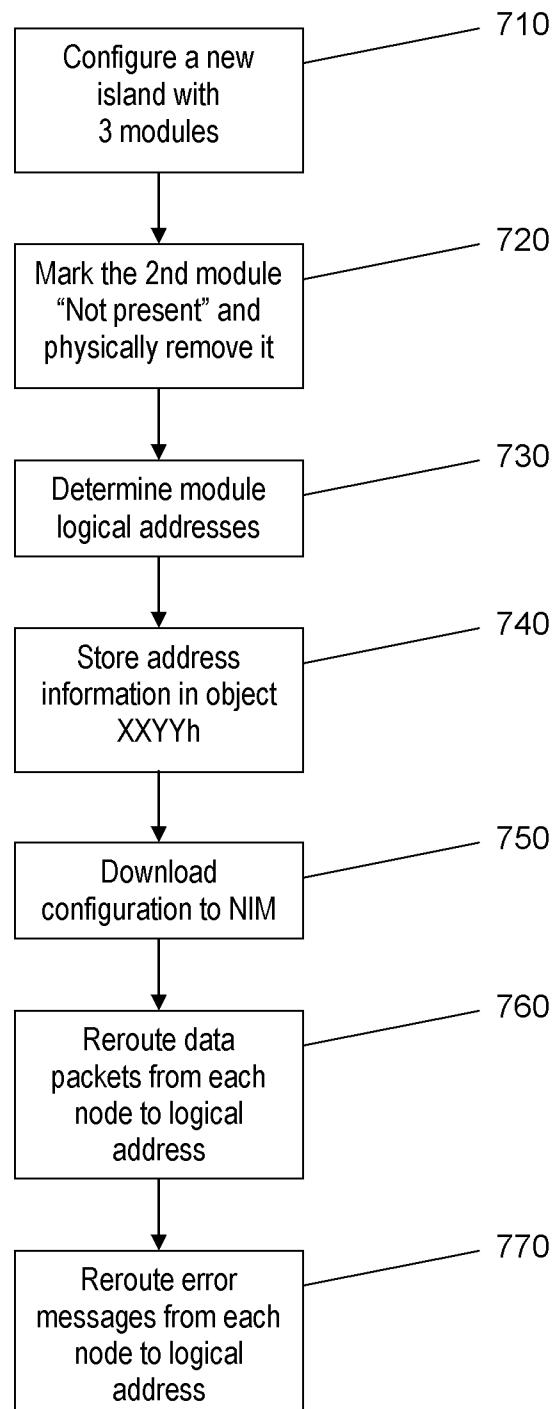 710
Configure a new
island with
3 modules
720
Mark the 2nd module
“Not present” and
physically remove it
730
Determine module
logical addresses
740
Store address
information in object
XXYYh
750
Download
configuration to NIM
760
Reroute data
packets from each
node to logical
address
770
Reroute error
messages from each
node to logical
address